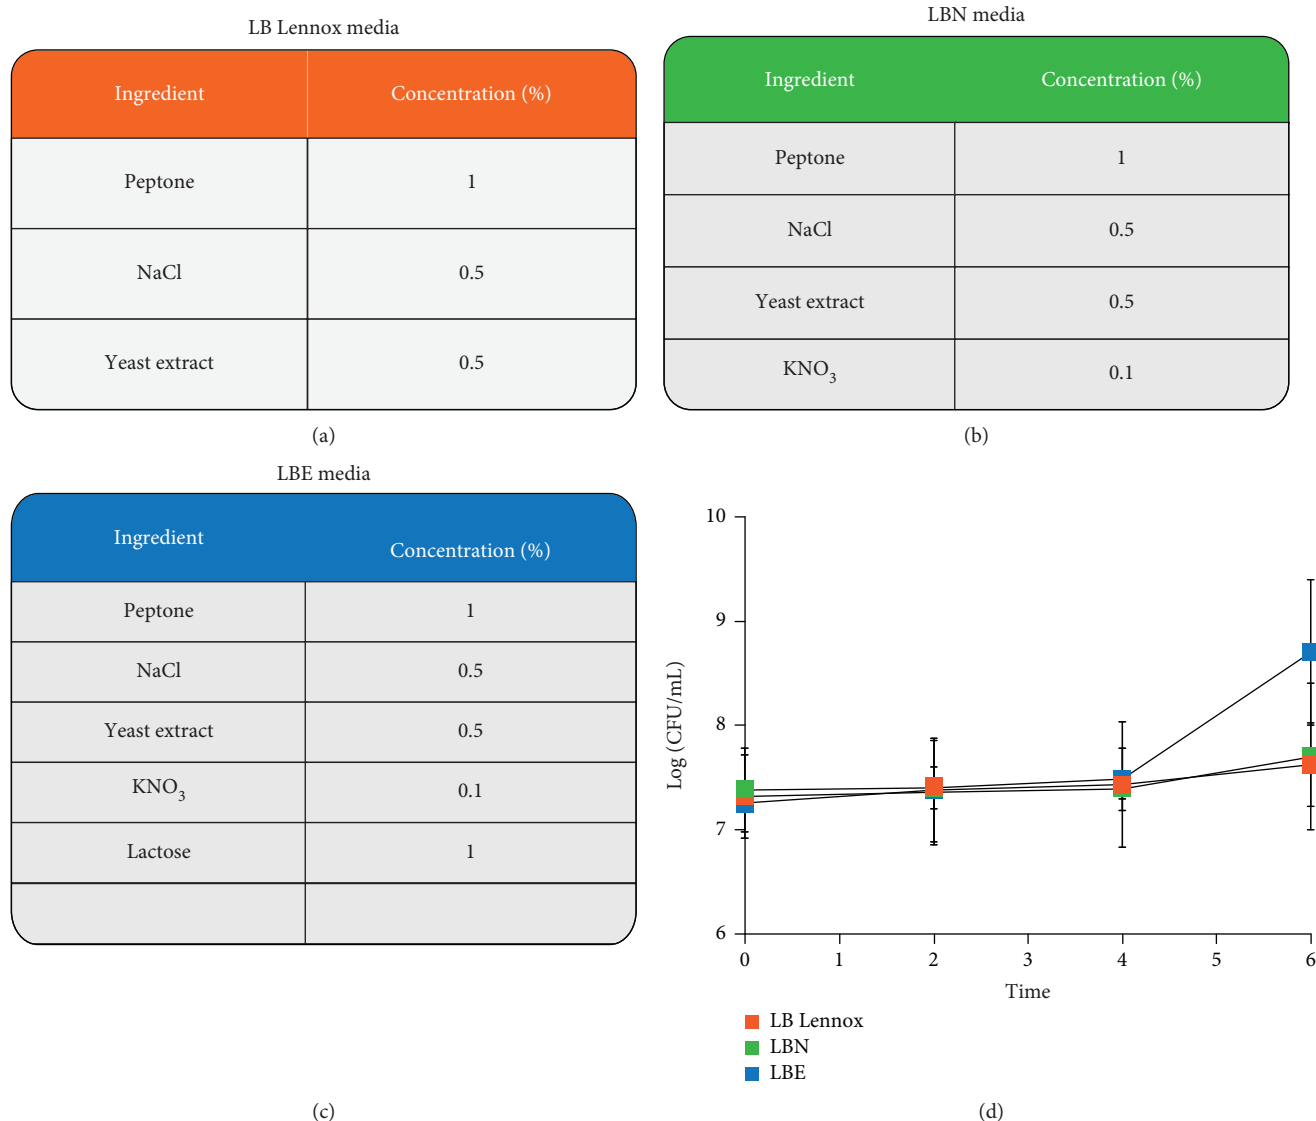 LB Lennox media
Ingredient Concentration (%)
Peptone 1
NaCl 0.5
Yeast extract 0.5
(a)
LBN media
Ingredient Concentration (%)
Peptone 1
NaCl 0.5
Yeast extract 0.5
KNO3 0.1
(b)
LBE media
Ingredient Concentration (%)
Peptone 1
NaCl 0.5
Yeast extract 0.5
KNO3 0.1
Lactose 1
(c)
Log (CFU/mL)
10
9
8
7
6
0 1 2 3 4 5 6
Time
LB Lennox
LBN
LBE
(d)